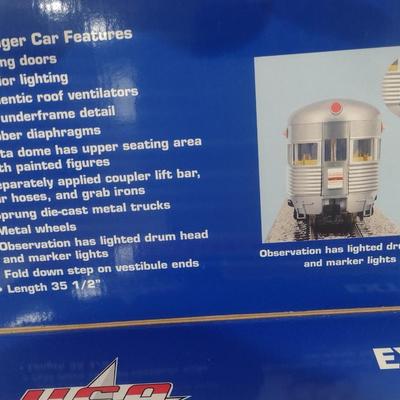 ger Car Features
ng doors
ior lighting
entic roof ventilators
underframe detail
ber diaphragms
ta dome has upper seating area
th painted figures
eparately applied coupler lift bar,
r hoses, and grab irons
prung die-cast metal trucks
Metal wheels
Observation has lighted drum head
and marker lights
Fold down step on vestibule ends
• Length 35 1/2"
Observation has lighted dr
and marker lights
EX
USA